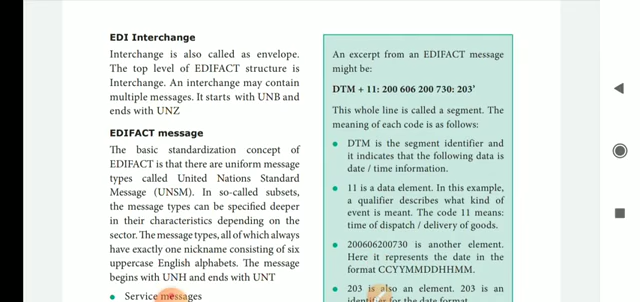 EDI Interchange
Interchange is also called as envelope.
The top level of EDIFACT structure is
Interchange. An interchange may contain
multiple messages. It starts with UNB and
ends with UNZ
EDIFACT message
The basic standardization concept of
EDIFACT is that there are uniform message
types called United Nations Standard
Message (UNSM). In so-called subsets,
the message types can be specified deeper
in their characteristics depending on the
sector. The message types, all of which always
have exactly one nickname consisting of six
uppercase English alphabets. The message
begins with UNH and ends with UNT
• Service messages
An excerpt from an EDIFACT message
might be:
DTM + 11: 200 606 200 730: 203'
This whole line is called a segment. The
meaning of each code is as follows:
• DTM is the segment identifier and
it indicates that the following data is
date / time information.
• 11 is a data element. In this example,
a qualifier describes what kind of
event is meant. The code 11 means:
time of dispatch / delivery of goods.
• 200606200730 is another element.
Here it represents the date in the
format CCYYMMDDHHMM.
• 203 is also an element. 203 is an
identifier for the date format.